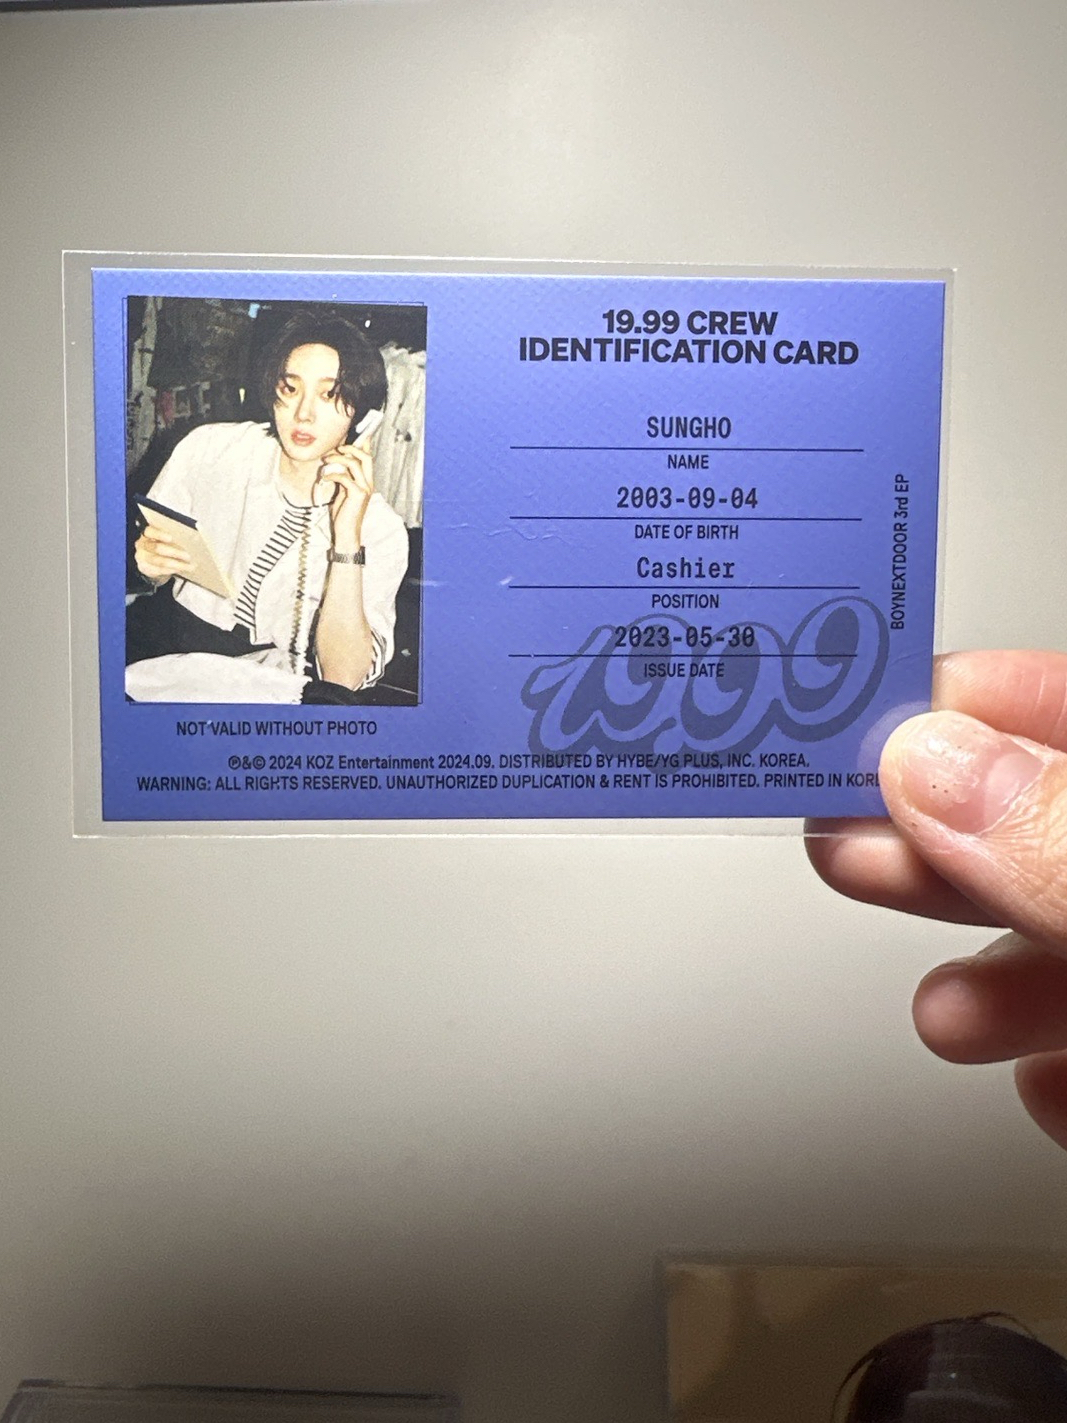 19.99 CREW
IDENTIFICATION CARD
SUNGHO
NAME
2003-09-04
DATE OF BIRTH
Cashier
POSITION
2023-05-30
ISSUE DATE
1999
BOYNEXTDOOR 3rd EP
NOT VALID WITHOUT PHOTO
℗&© 2024 KOZ Entertainment 2024.09. DISTRIBUTED BY HYBE/YG PLUS, INC. KOREA.
WARNING: ALL RIGHTS RESERVED. UNAUTHORIZED DUPLICATION & RENT IS PROHIBITED. PRINTED IN